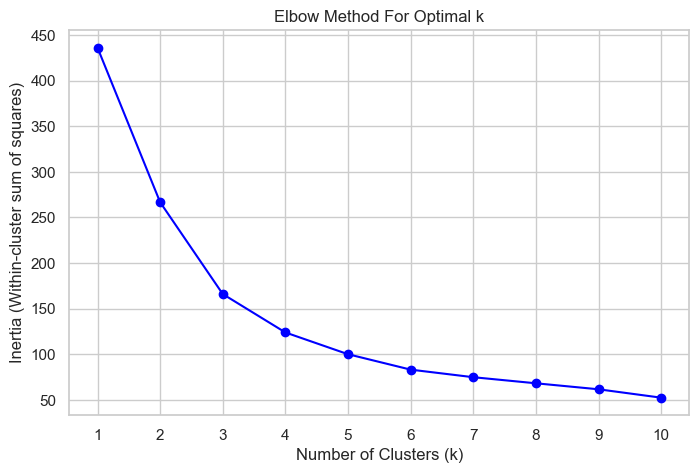 Elbow Method For Optimal k
Inertia (Within-cluster sum of squares)
450
400
350
300
250
200
150
100
50
1 2 3 4 5 6 7 8 9 10
Number of Clusters (k)